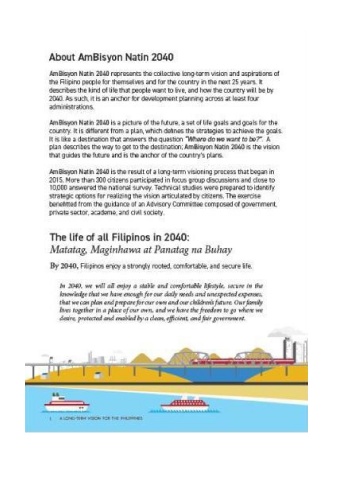 About AmBisyon Natin 2040
AmBisyon Natin 2040 represents the collective long-term vision and aspirations of
the Filipino people for themselves and for the country in the next 25 years. It
describes the kind of life that people want to live, and how the country will be by
2040. As such, it is an anchor for development planning across at least four
administrations.
AmBisyon Natin 2040 is a picture of the future, a set of life goals and goals for the
country. It is different from a plan, which defines the strategies to achieve the goals.
It is like a destination that answers the question "Where do we want to be?". A
plan describes the way to get to the destination; AmBisyon Natin 2040 is the vision
that guides the future and is the anchor of the country's plans.
AmBisyon Natin 2040 is the result of a long-term visioning process that began in
2015. More than 300 citizens participated in focus group discussions and close to
10,000 answered the national survey. Technical studies were prepared to identify
strategic options for realizing the vision articulated by citizens. The exercise
benefitted from the guidance of an Advisory Committee composed of government,
private sector, academe, and civil society.
The life of all Filipinos in 2040:
Matatag, Maginhawa at Panatag na Buhay
By 2040, Filipinos enjoy a strongly rooted, comfortable, and secure life.
In 2040, we will all enjoy a stable and comfortable lifestyle, secure in the
knowledge that we have enough for our daily needs and unexpected expenses,
that we can plan and prepare for our own and our children's future. Our family
lives together in a place of our own, and we have the freedom to go where we
desire, protected and enabled by a clean, efficient, and fair government.
A LONG TERM VISION FOR THE PHILIPPINES